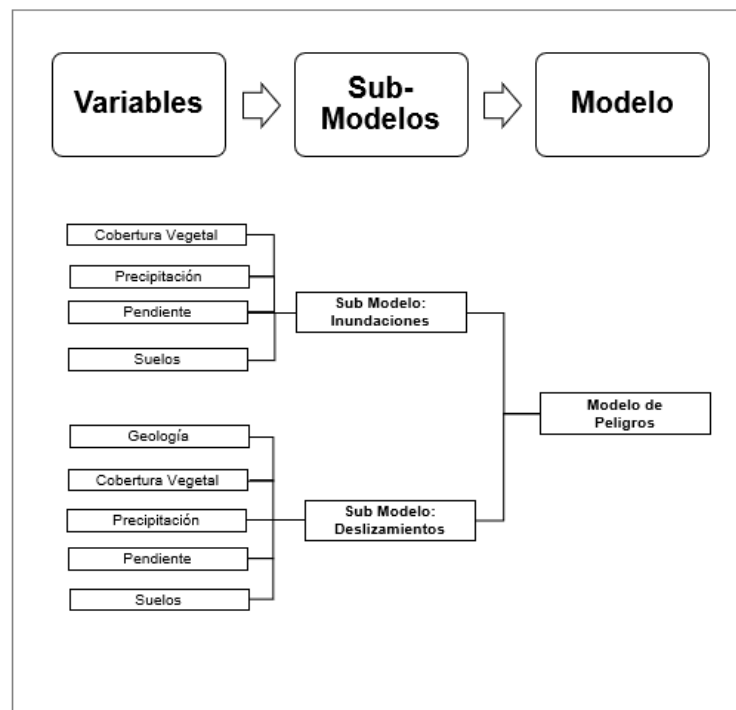 Variables
Sub-
Modelos
Modelo
Cobertura Vegetal
Precipitación
Pendiente
Suelos
Sub Modelo:
Inundaciones
Geología
Cobertura Vegetal
Precipitación
Pendiente
Suelos
Sub Modelo:
Deslizamientos
Modelo de
Peligros